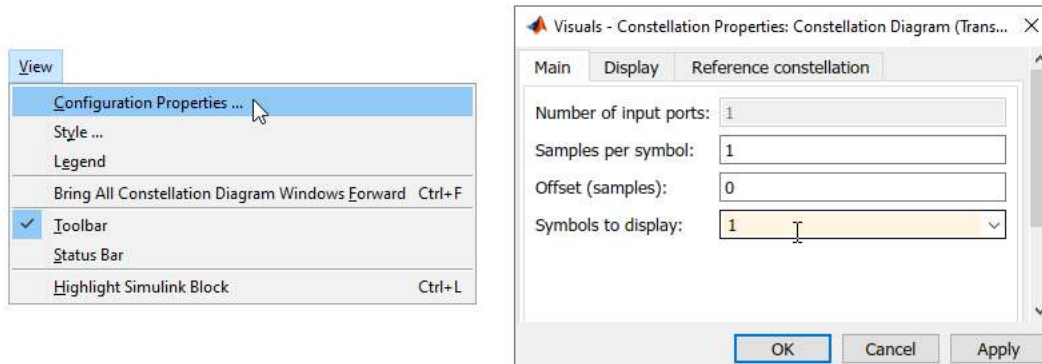 View
Configuration Properties ...
Style ...
Legend
Bring All Constellation Diagram Windows Forward Ctrl+F
Toolbar
Status Bar
Highlight Simulink Block Ctrl+L
Visuals - Constellation Properties: Constellation Diagram (Trans...
Main Display Reference constellation
Number of input ports: 1
Samples per symbol: 1
Offset (samples): 0
Symbols to display: 1
OK Cancel Apply